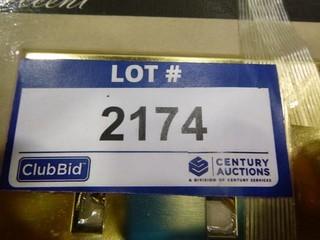 LOT #
2174
ClubBid
CENTURY
AUCTIONS
A DIVISION OF CENTURY SERVICES